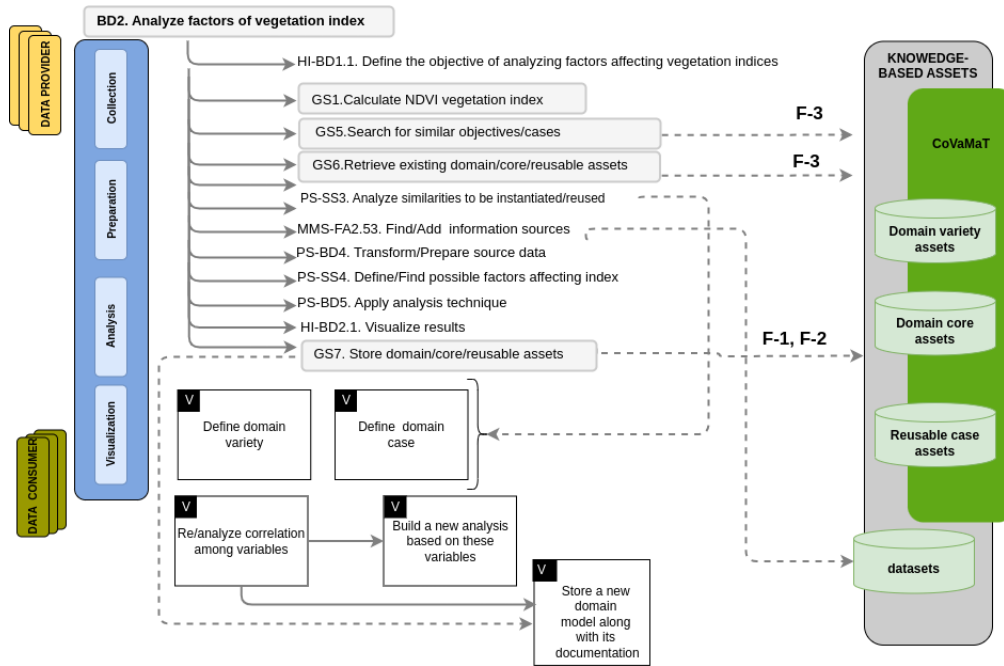 BD2. Analyze factors of vegetation index
DATA PROVIDER
Collection
Preparation
Analysis
Visualization
DATA CONSUMER
HI-BD1.1. Define the objective of analyzing factors affecting vegetation indices
GS1.Calculate NDVI vegetation index
GS5.Search for similar objectives/cases
GS6.Retrieve existing domain/core/reusable assets
PS-SS3. Analyze similarities to be instantiated/reused
MMS-FA2.53. Find/Add information sources
PS-BD4. Transform/Prepare source data
PS-SS4. Define/Find possible factors affecting index
PS-BD5. Apply analysis technique
HI-BD2.1. Visualize results
GS7. Store domain/core/reusable assets
F-3
F-3
F-1, F-2
V
Define domain
variety
V
Define domain
case
V
Re/analyze correlation
among variables
V
Build a new analysis
based on these
variables
V
Store a new
domain
model along
with its
documentation
KNOWLEDGE-
BASED ASSETS
CoVaMaT
Domain variety
assets
Domain core
assets
Reusable case
assets
datasets